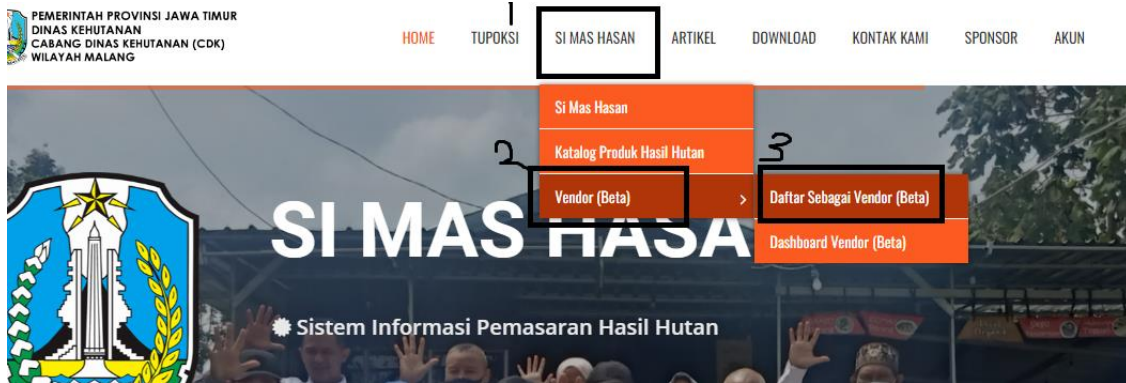 PEMERINTAH PROVINSI JAWA TIMUR
DINAS KEHUTANAN
CABANG DINAS KEHUTANAN (CDK)
WILAYAH MALANG
1
HOME TUPOKSI SI MAS HASAN ARTIKEL DOWNLOAD KONTAK KAMI SPONSOR AKUN
Si Mas Hasan
Katalog Produk Hasil Hutan
2
3
Vendor (Beta) >
Daftar Sebagai Vendor (Beta)
Dashboard Vendor (Beta)
SI MAS HASA
Sistem Informasi Pemasaran Hasil Hutan